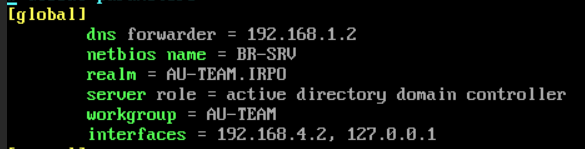 [global]
dns forwarder = 192.168.1.2
netbios name = BR-SRV
realm = AU-TEAM.IRPO
server role = active directory domain controller
workgroup = AU-TEAM
interfaces = 192.168.4.2, 127.0.0.1